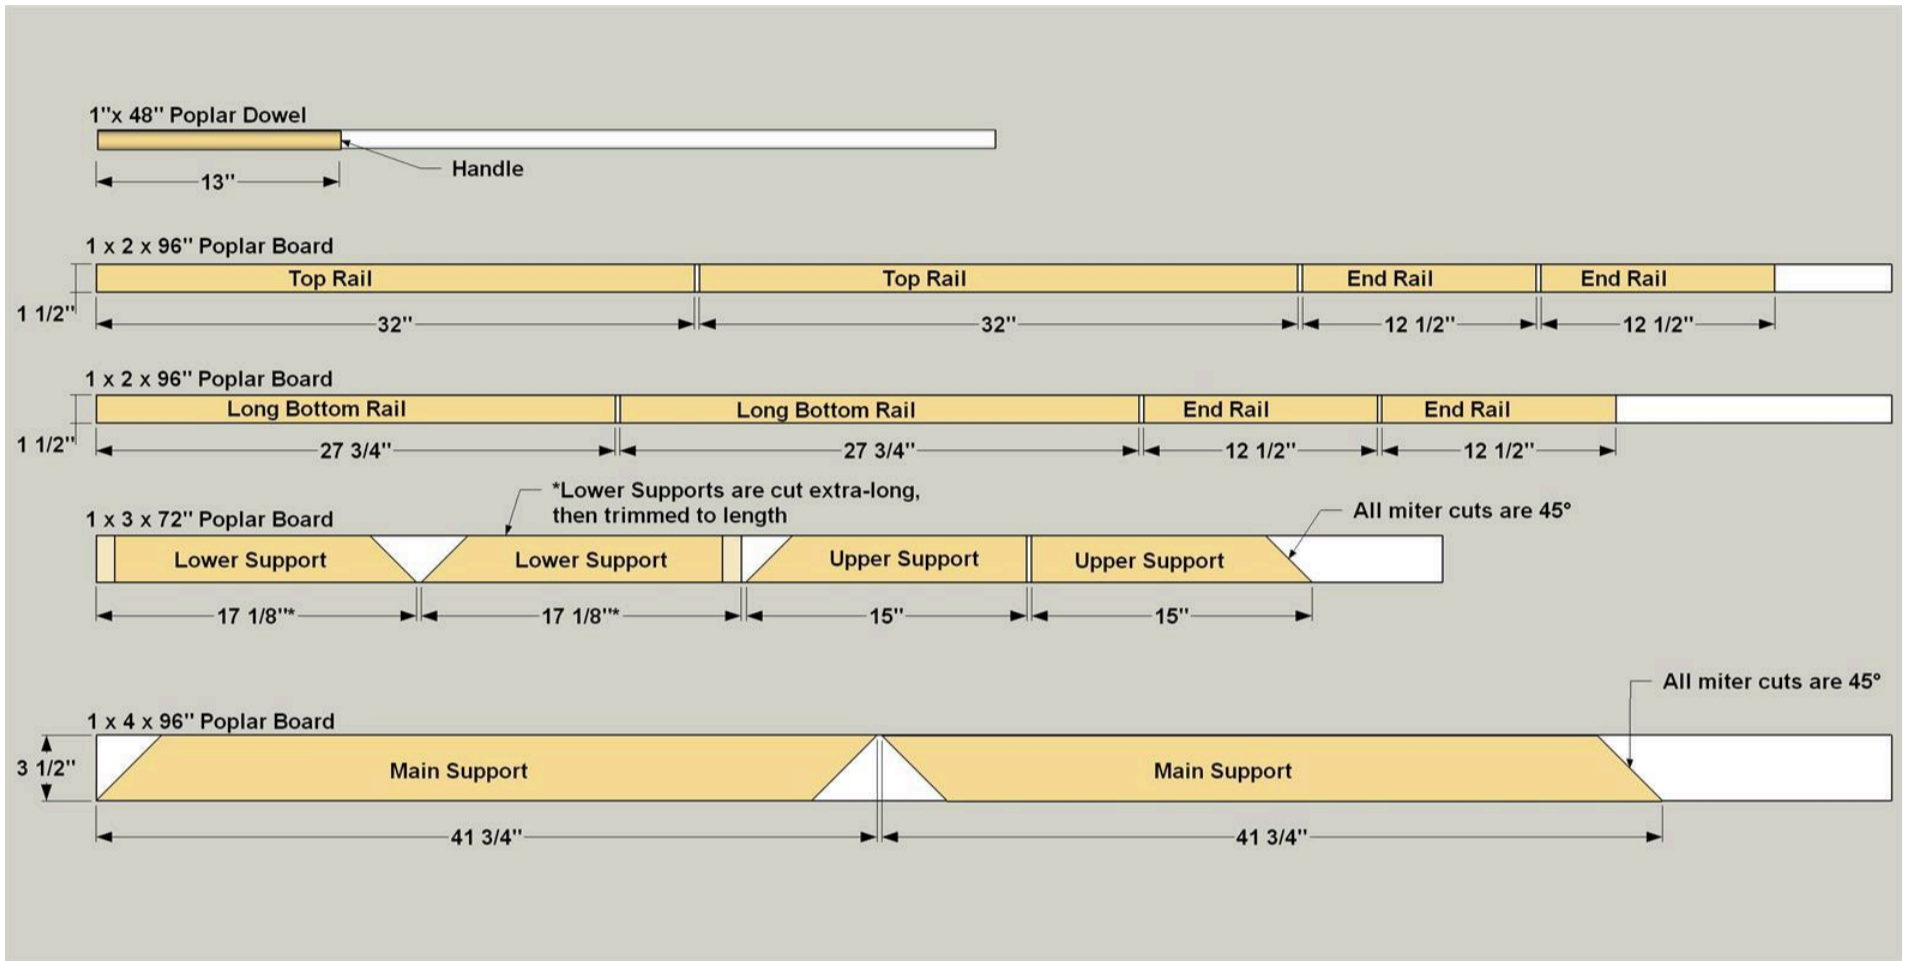 1''x 48'' Poplar Dowel
Handle
13''
1 x 2 x 96'' Poplar Board
Top Rail Top Rail End Rail End Rail
1 1/2''
32'' 32'' 12 1/2'' 12 1/2''
1 x 2 x 96'' Poplar Board
Long Bottom Rail Long Bottom Rail End Rail End Rail
1 1/2''
27 3/4'' 27 3/4'' 12 1/2'' 12 1/2''
*Lower Supports are cut extra-long,
then trimmed to length
All miter cuts are 45°
1 x 3 x 72'' Poplar Board
Lower Support Lower Support Upper Support Upper Support
17 1/8''* 17 1/8''* 15'' 15''
All miter cuts are 45°
1 x 4 x 96'' Poplar Board
3 1/2''
Main Support Main Support
41 3/4'' 41 3/4''